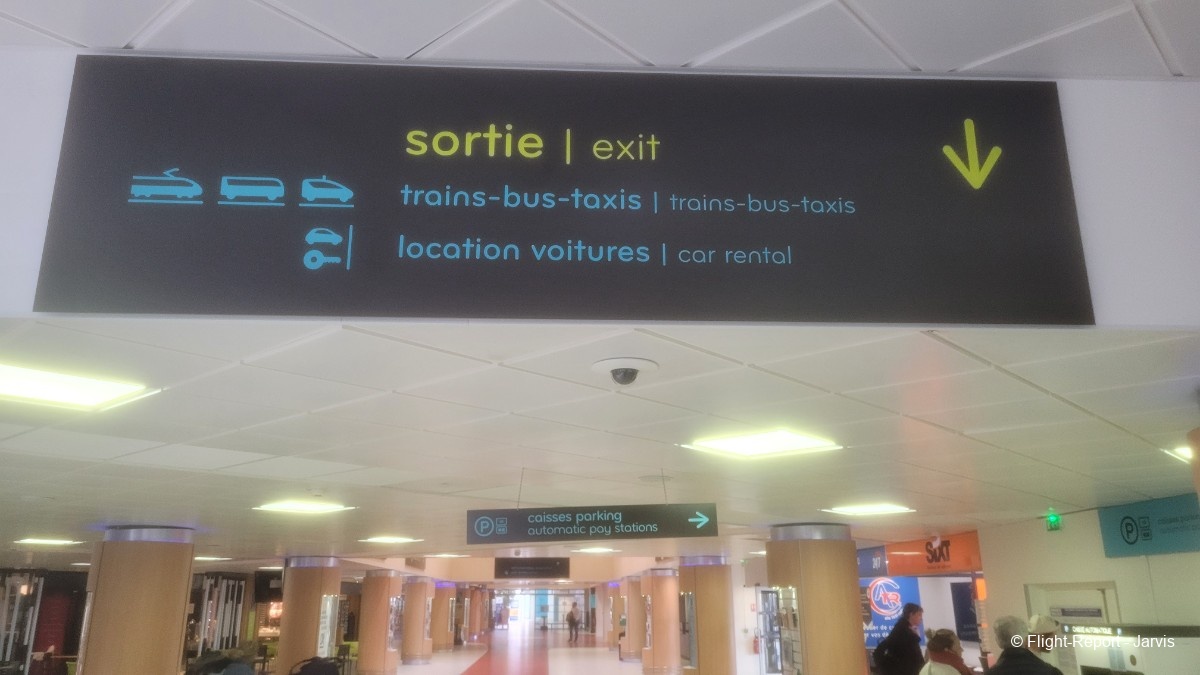 sortie | exit
trains-bus-taxis | trains-bus-taxis
location voitures | car rental
P caisses parking
automatic pay stations
SIXT
P
© Flight-Report - Jarvis